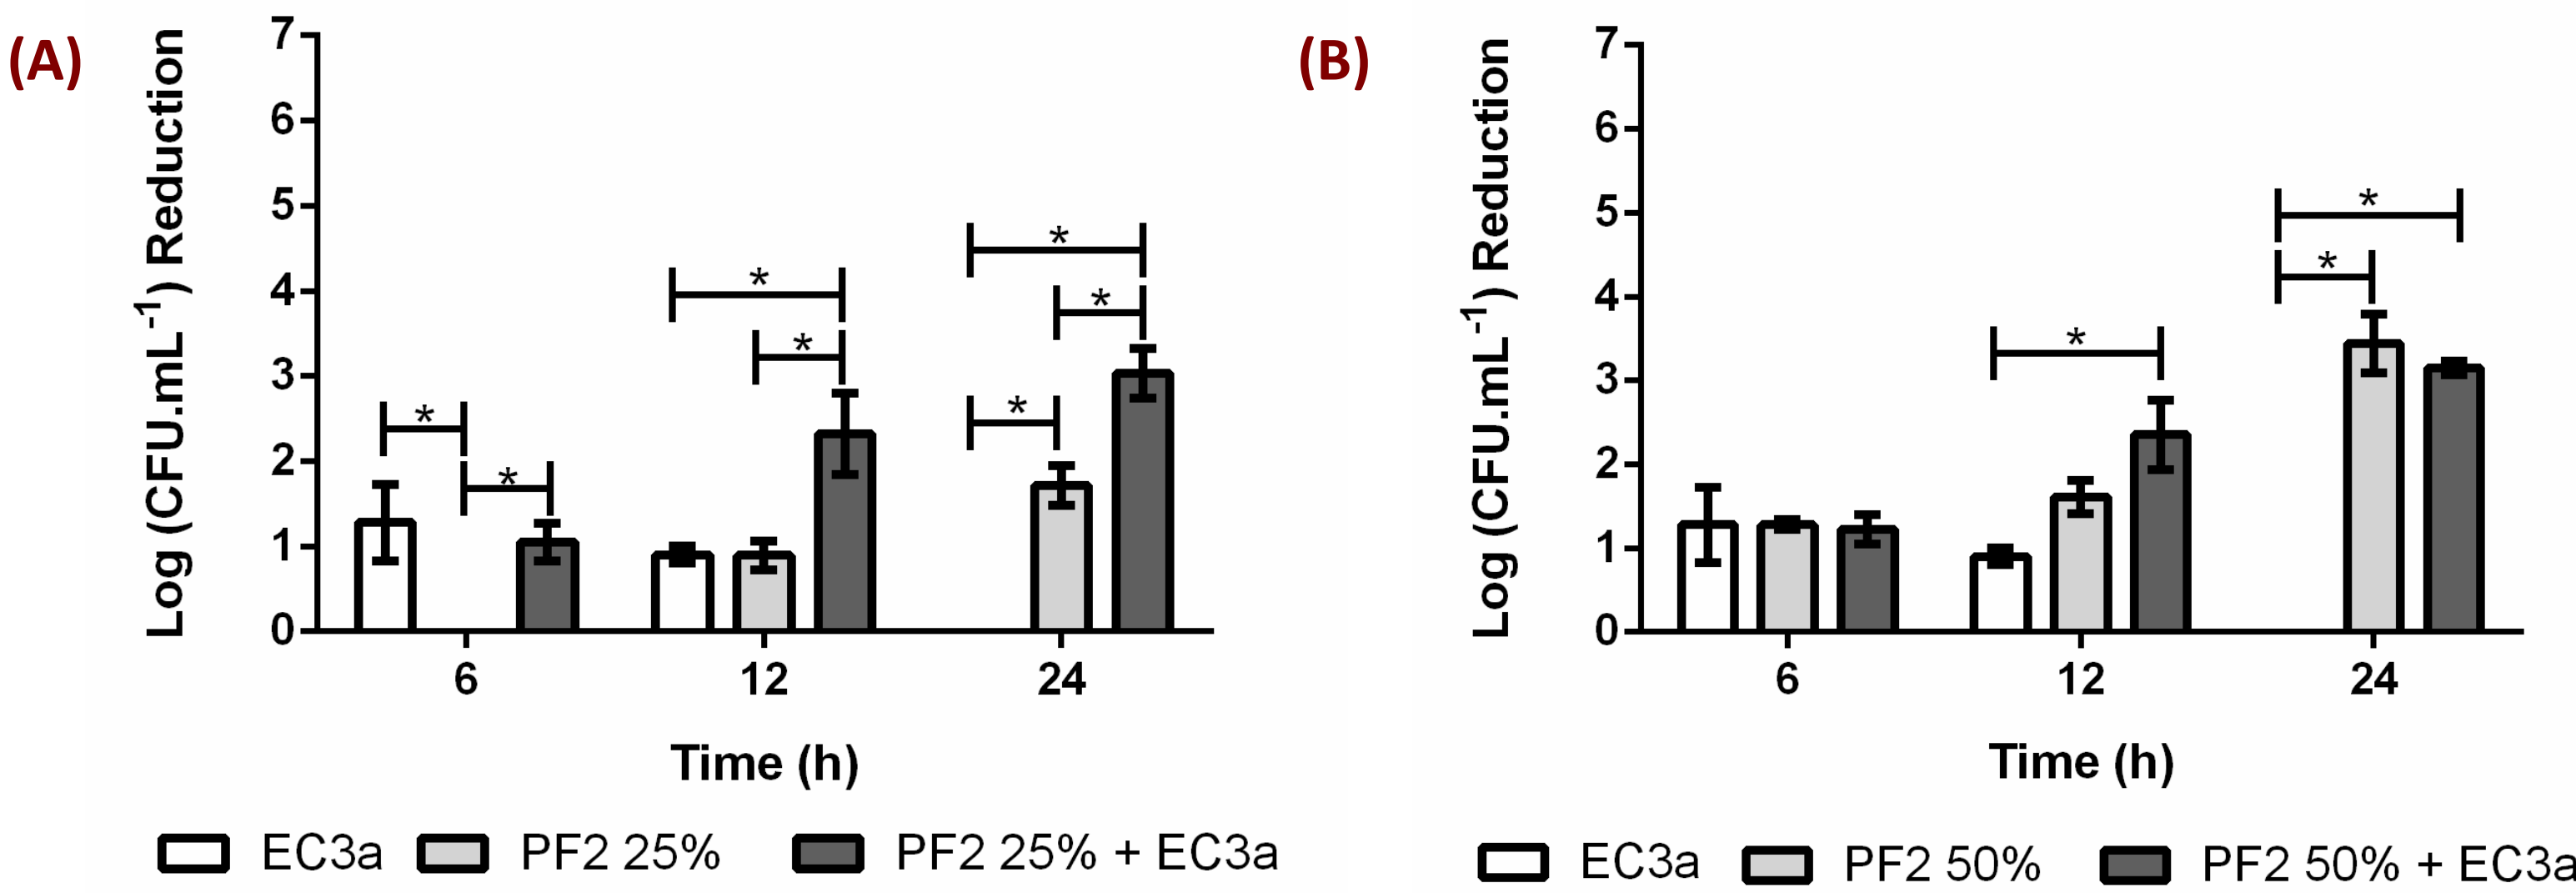 (A)
Log (CFU.mL⁻¹) Reduction
7
6
5
4
3
2
1
0
*
*
*
*
*
*
*
6
12
24
Time (h)
EC3a
PF2 25%
PF2 25% + EC3a
(B)
Log (CFU.mL⁻¹) Reduction
7
6
5
4
3
2
1
0
*
*
*
6
12
24
Time (h)
EC3a
PF2 50%
PF2 50% + EC3a